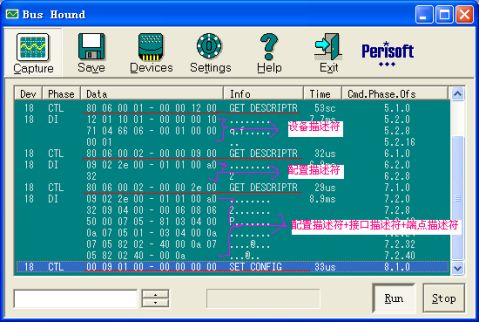 Bus Hound
Capture Save Devices Settings Help Exit Perisoft
Dev Phase Data Info Time Cmd.Phase.Ofs
18 CTL 80 06 00 01 - 00 00 12 00 GET DESCRIPTR 53sc 5.1.0
18 DI 12 01 10 01 - 00 00 00 10 ........ 5.2.0
71 04 66 06 - 00 01 00 00 q.f..... 设备描述符 5.2.8
00 01 .. 5.2.16
18 CTL 80 06 00 02 - 00 00 09 00 GET DESCRIPTR 32us 6.1.0
18 DI 09 02 2e 00 - 01 01 00 a0 ........ 6.2.0
32 2 配置描述符 6.2.8
18 CTL 80 06 00 02 - 00 00 2e 00 GET DESCRIPTR 29us 7.1.0
18 DI 09 02 2e 00 - 01 01 00 a0 ........ 8.9ms 7.2.0
32 09 04 00 - 00 06 08 06 2....... 7.2.8
50 00 07 05 - 81 03 04 00 P....... 配置描述符+接口描述符+端点描述符
0a 07 05 01 - 03 04 00 0a ........ 7.2.24
07 05 82 02 - 40 00 0a 07 ....@... 7.2.32
05 82 02 40 - 00 0a ...@.. 7.2.40
18 CTL 00 09 01 00 - 00 00 00 00 SET CONFIG 33us 8.1.0
Run Stop